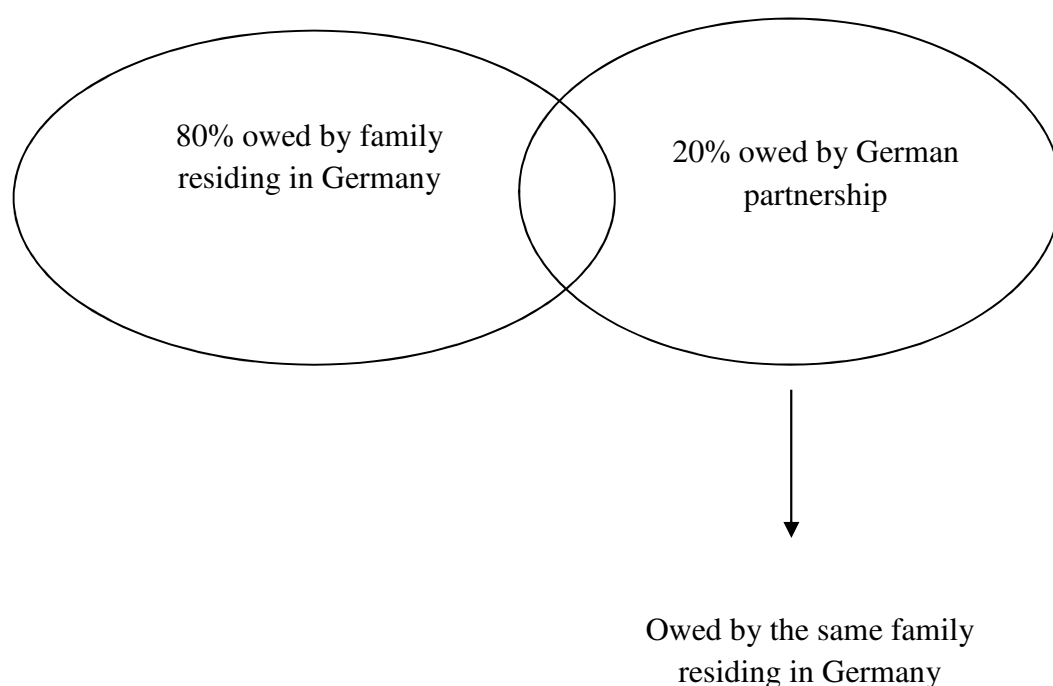 80% owed by family
residing in Germany
20% owed by German
partnership
Owed by the same family
residing in Germany